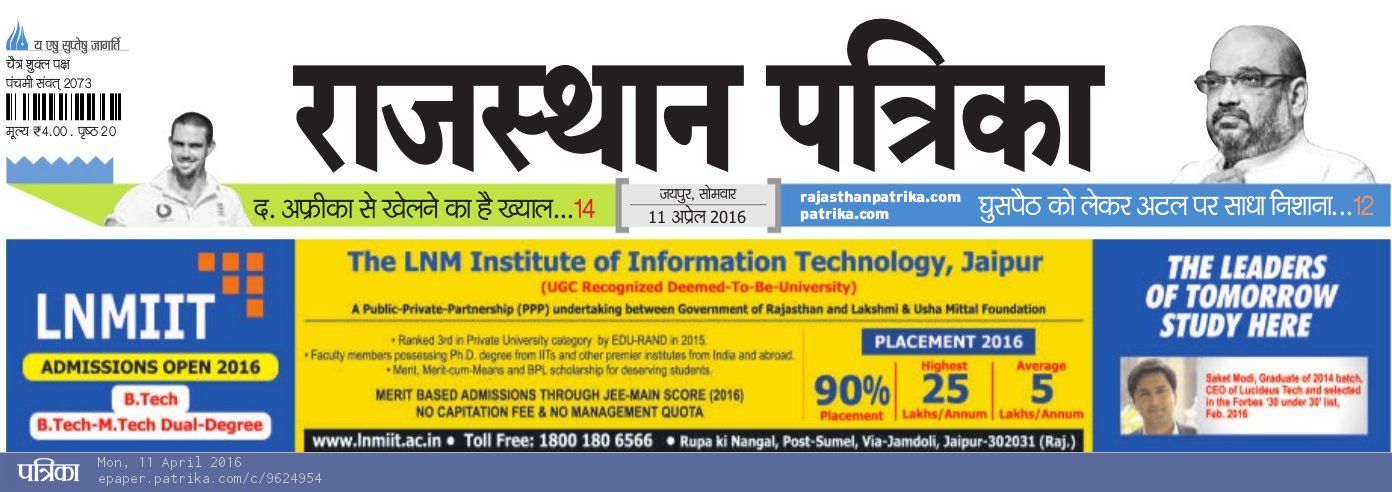 य एषु सुप्तेषु जागर्ति
चैत्र शुक्ल पक्ष
पंचमी संवत् 2073
मूल्य ₹4.00 . पृष्ठ 20
राजस्थान पत्रिका
द. अफ्रीका से खेलने का है ख्याल...14
जयपुर, सोमवार
11 अप्रेल 2016
rajasthanpatrika.com
patrika.com
घुसपैठ को लेकर अटल पर साधा निशाना...12
LNMIIT
ADMISSIONS OPEN 2016
B.Tech
B.Tech-M.Tech Dual-Degree
The LNM Institute of Information Technology, Jaipur
(UGC Recognized Deemed-To-Be-University)
A Public-Private-Partnership (PPP) undertaking between Government of Rajasthan and Lakshmi & Usha Mittal Foundation
• Ranked 3rd in Private University category by EDU-RAND in 2015.
• Faculty members possessing Ph.D. degree from IITs and other premier institutes from India and abroad.
• Merit, Merit-cum-Means and BPL scholarship for deserving students.
MERIT BASED ADMISSIONS THROUGH JEE-MAIN SCORE (2016)
NO CAPITATION FEE & NO MANAGEMENT QUOTA
PLACEMENT 2016
90%
Placement
Highest
25
Lakhs/Annum
Average
5
Lakhs/Annum
www.lnmiit.ac.in • Toll Free: 1800 180 6566 • Rupa ki Nangal, Post-Sumel, Via-Jamdoli, Jaipur-302031 (Raj.)
THE LEADERS
OF TOMORROW
STUDY HERE
Saket Modi, Graduate of 2014 batch,
CEO of Lucideus Tech and selected
in the Forbes '30 under 30' list,
Feb. 2016
पत्रिका
Mon, 11 April 2016
epaper.patrika.com/c/9624954